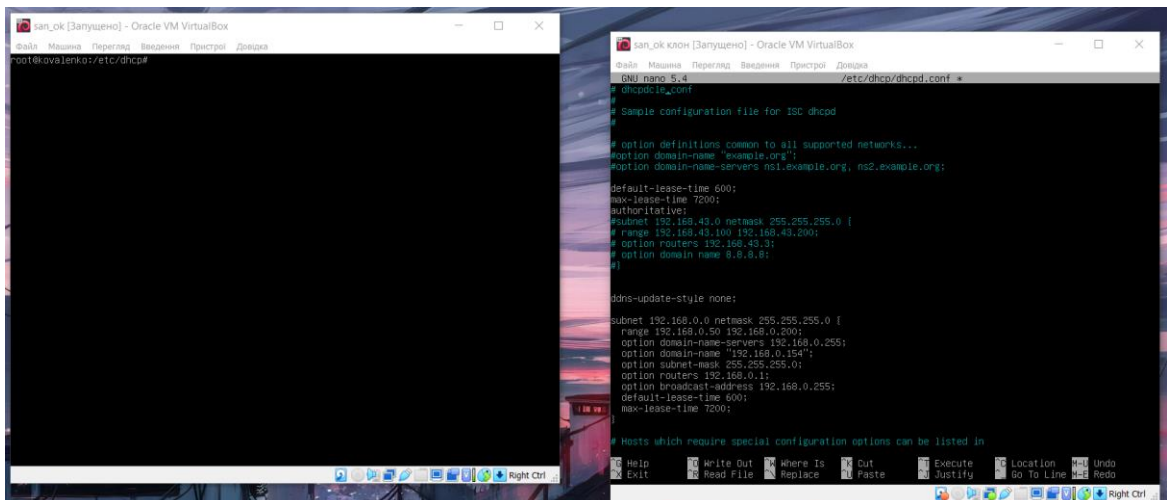 san_ok [Запущено] - Oracle VM VirtualBox
Файл Машина Перегляд Введення Пристрої Довідка
root@kovalenko:/etc/dhcp#
Right Ctrl
san_ok клон [Запущено] - Oracle VM VirtualBox
Файл Машина Перегляд Введення Пристрої Довідка
GNU nano 5.4 /etc/dhcp/dhcpd.conf *
# dhcpdcle_conf
#
# Sample configuration file for ISC dhcpd
#
# option definitions common to all supported networks...
#option domain-name "example.org";
#option domain-name-servers ns1.example.org, ns2.example.org;
default-lease-time 600;
max-lease-time 7200;
authoritative;
#subnet 192.168.43.0 netmask 255.255.255.0 {
# range 192.168.43.100 192.168.43.200;
# option routers 192.168.43.3;
# option domain name 8.8.8.8;
#}
ddns-update-style none;
subnet 192.168.0.0 netmask 255.255.255.0 {
range 192.168.0.50 192.168.0.200;
option domain-name-servers 192.168.0.255;
option domain-name "192.168.0.154";
option subnet-mask 255.255.255.0;
option routers 192.168.0.1;
option broadcast-address 192.168.0.255;
default-lease-time 600;
max-lease-time 7200;
}
# Hosts which require special configuration options can be listed in
^G Help ^O Write Out ^W Where Is ^K Cut ^T Execute ^C Location M-U Undo
^X Exit ^R Read File ^\ Replace ^U Paste ^J Justify ^_ Go To Line M-E Redo
Right Ctrl